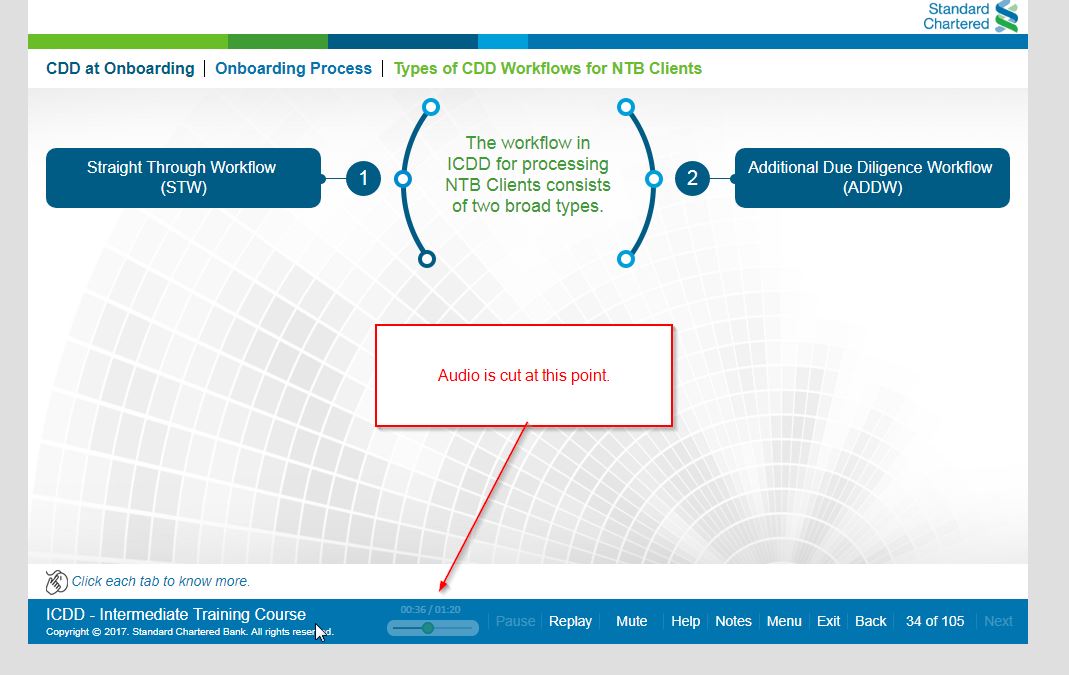 Standard
Chartered
CDD at Onboarding | Onboarding Process | Types of CDD Workflows for NTB Clients
Straight Through Workflow
(STW)
1
The workflow in
ICDD for processing
NTB Clients consists
of two broad types.
2
Additional Due Diligence Workflow
(ADDW)
Audio is cut at this point.
Click each tab to know more.
ICDD - Intermediate Training Course
Copyright © 2017. Standard Chartered Bank. All rights reserved.
00:36 / 01:20
Pause Replay Mute Help Notes Menu Exit Back 34 of 105 Next